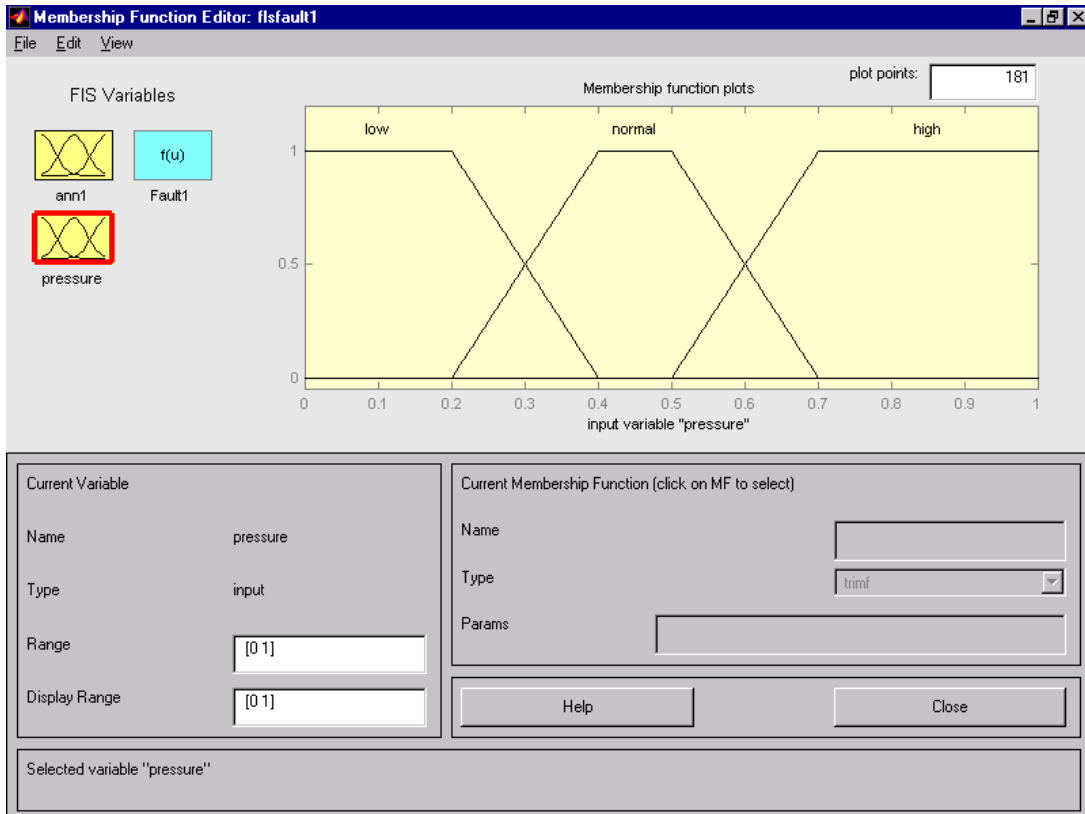 Membership Function Editor: flsfault1
File Edit View
FIS Variables
f(u)
ann1 Fault1
pressure
plot points: 181
Membership function plots
low normal high
1
0.5
0
0 0.1 0.2 0.3 0.4 0.5 0.6 0.7 0.8 0.9 1
input variable "pressure"
Current Variable
Name pressure
Type input
Range [0 1]
Display Range [0 1]
Current Membership Function (click on MF to select)
Name
Type trimf
Params
Help Close
Selected variable "pressure"